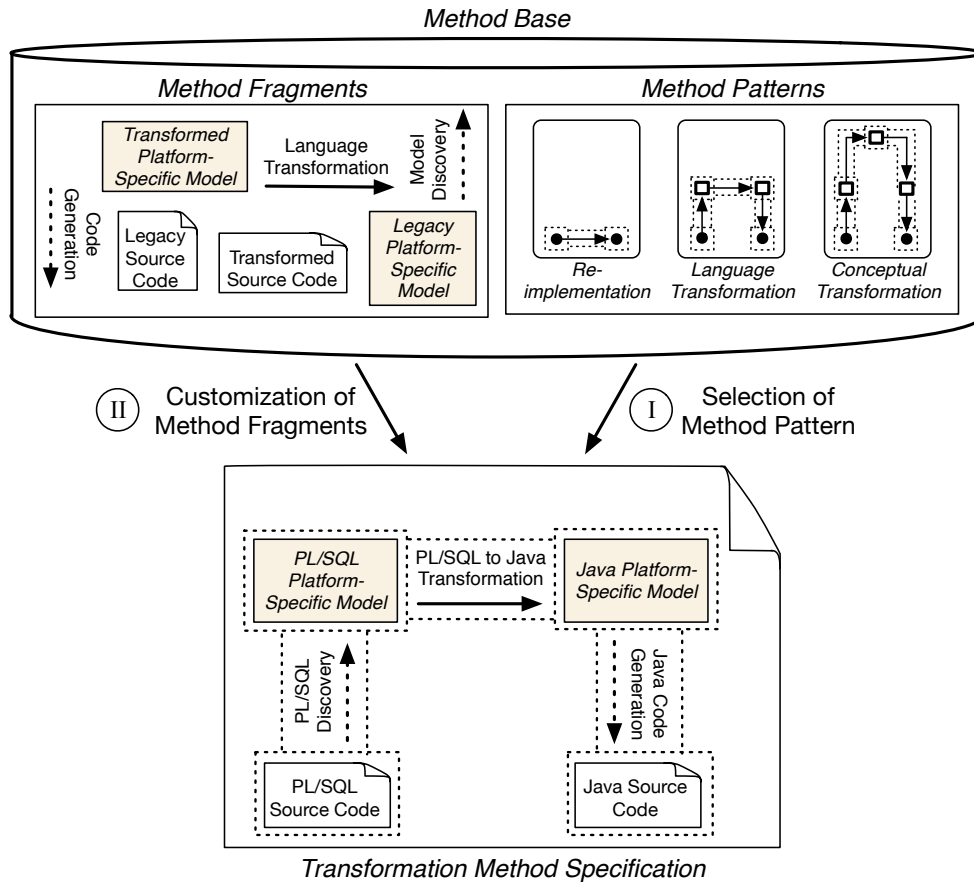 Method Base
Method Fragments
Transformed
Platform-
Specific Model
Language
Transformation
Model
Discovery
Code
Generation
Legacy
Source
Code
Transformed
Source Code
Legacy
Platform-
Specific
Model
Method Patterns
Re-
implementation
Language
Transformation
Conceptual
Transformation
II
Customization of
Method Fragments
I
Selection of
Method Pattern
PL/SQL
Platform-
Specific Model
PL/SQL to Java
Transformation
Java Platform-
Specific Model
PL/SQL
Discovery
Java Code
Generation
PL/SQL
Source Code
Java Source
Code
Transformation Method Specification